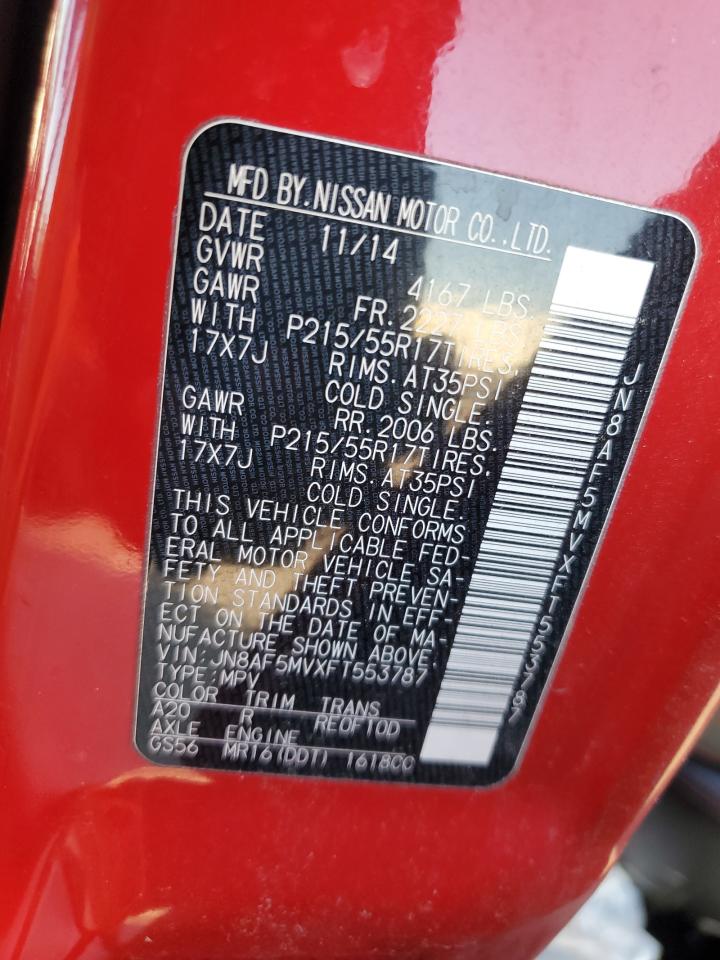 MFD BY.NISSAN MOTOR CO.,LTD.
DATE 11/14
GVWR 4167 LBS.
GAWR FR. 2227 LBS
WITH P215/55R17TIRES.
17X7J RIMS. AT35PSI
COLD SINGLE.
GAWR RR. 2006 LBS.
WITH P215/55R17TIRES.
17X7J RIMS. AT35PSI
COLD SINGLE.
THIS VEHICLE CONFORMS
TO ALL APPLICABLE FED-
ERAL MOTOR VEHICLE SA-
FETY AND THEFT PREVEN-
TION STANDARDS IN EFF-
ECT ON THE DATE OF MA-
NUFACTURE SHOWN ABOVE.
VIN:JN8AF5MVXFT553787
TYPE:MPV
COLOR TRIM TRANS
A20 R RE0F10D
AXLE ENGINE
GS56 MR16(DDT) 1618CC
JN8AF5MVXFT553787